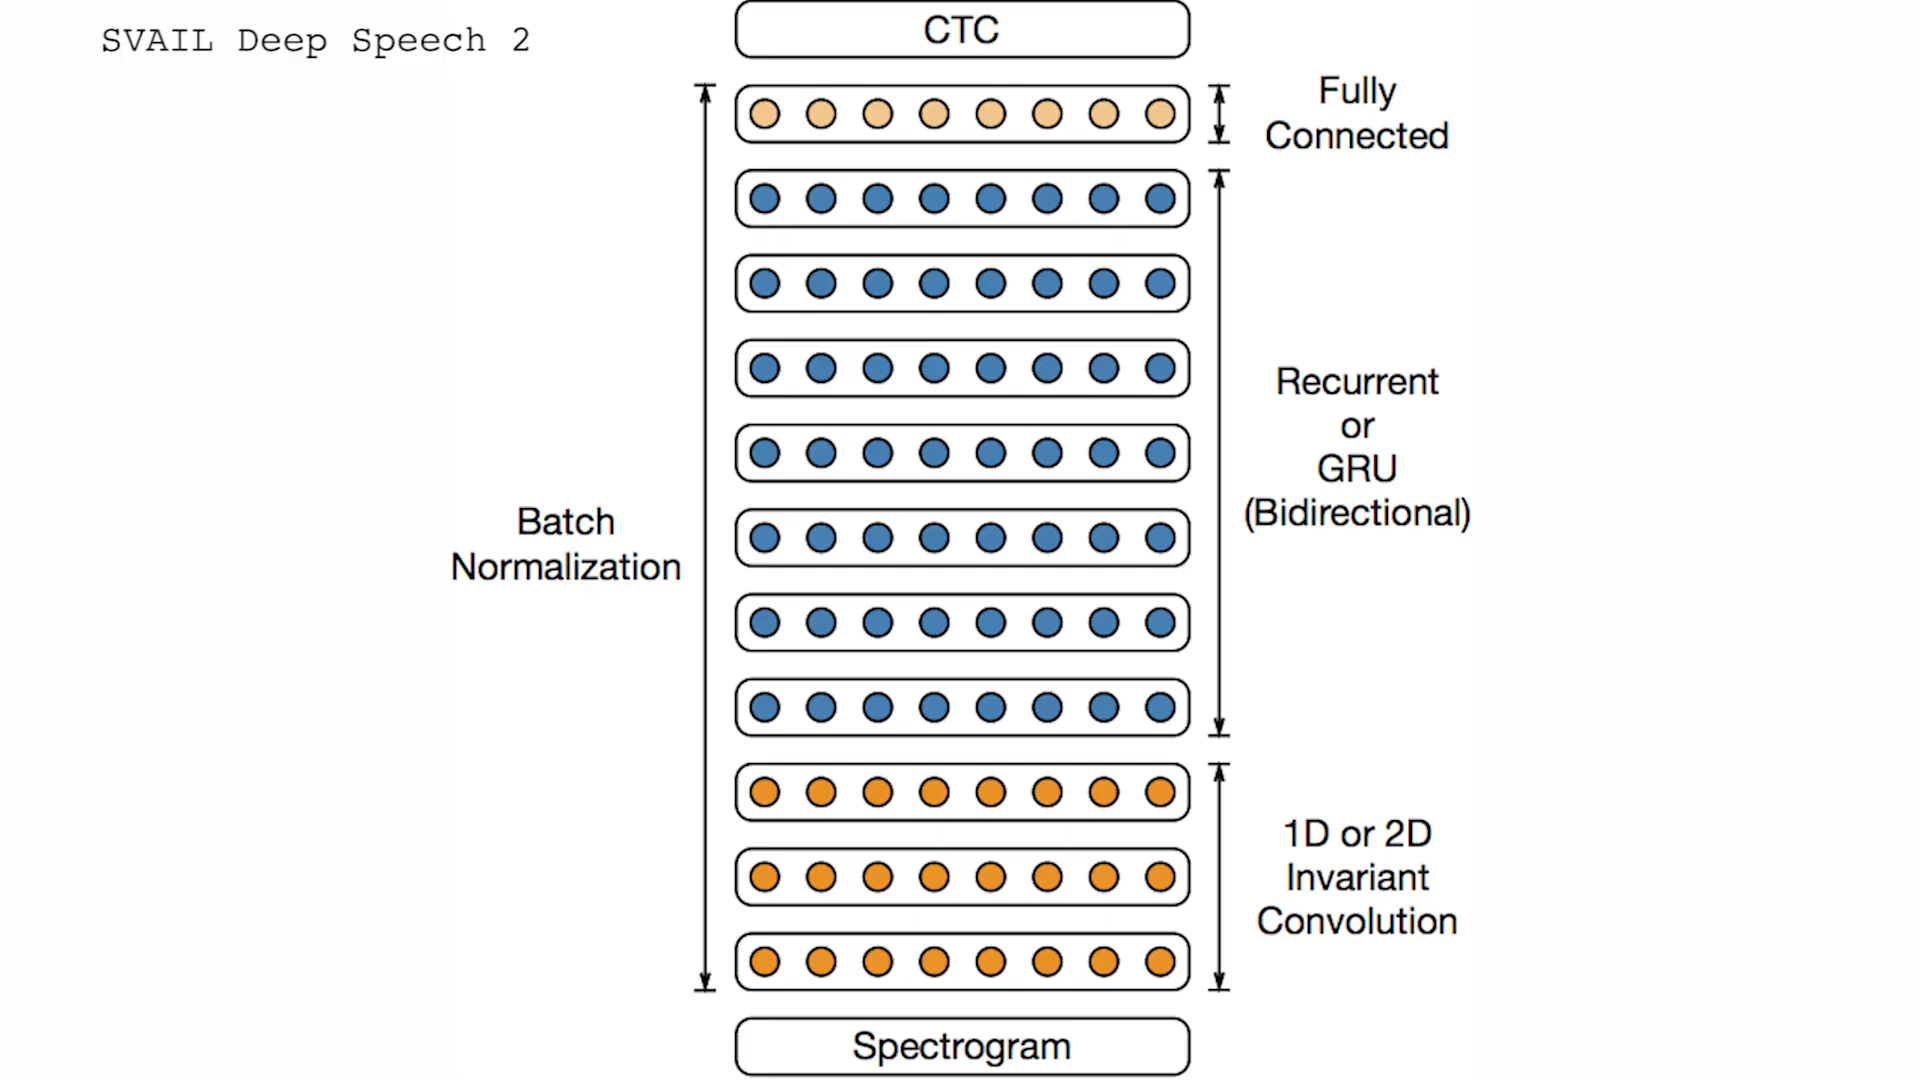 SVAIL Deep Speech 2
CTC
Fully
Connected
Recurrent
or
GRU
(Bidirectional)
Batch
Normalization
1D or 2D
Invariant
Convolution
Spectrogram